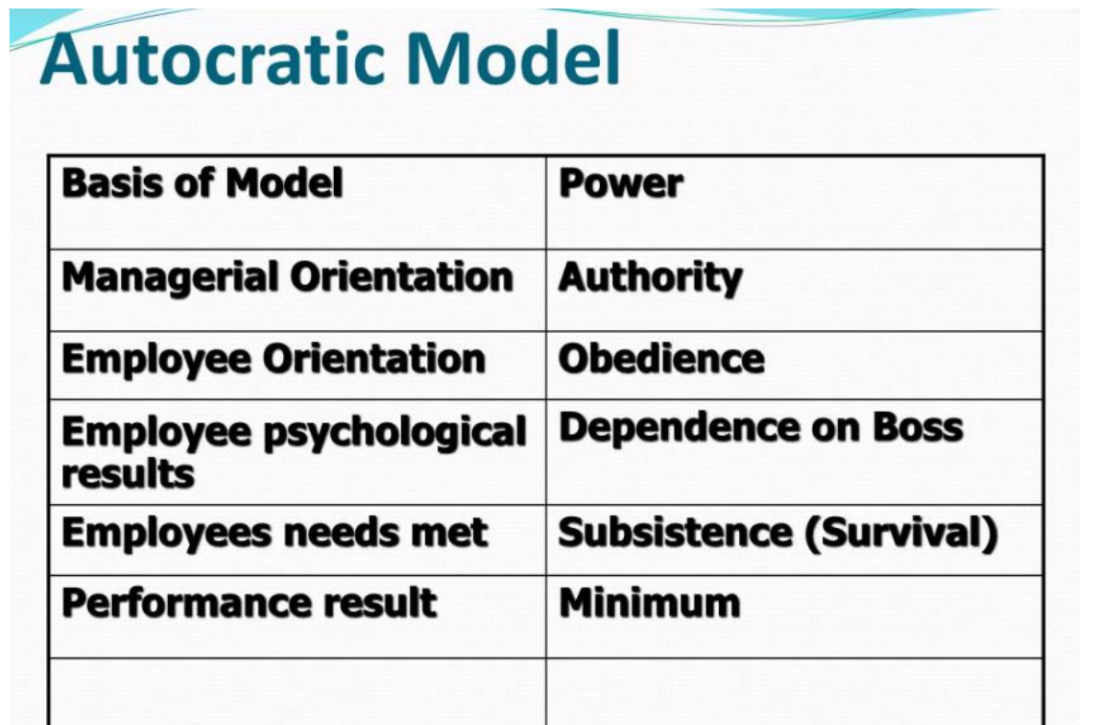 Autocratic Model
Basis of Model Power
Managerial Orientation Authority
Employee Orientation Obedience
Employee psychological Dependence on Boss
results
Employees needs met Subsistence (Survival)
Performance result Minimum